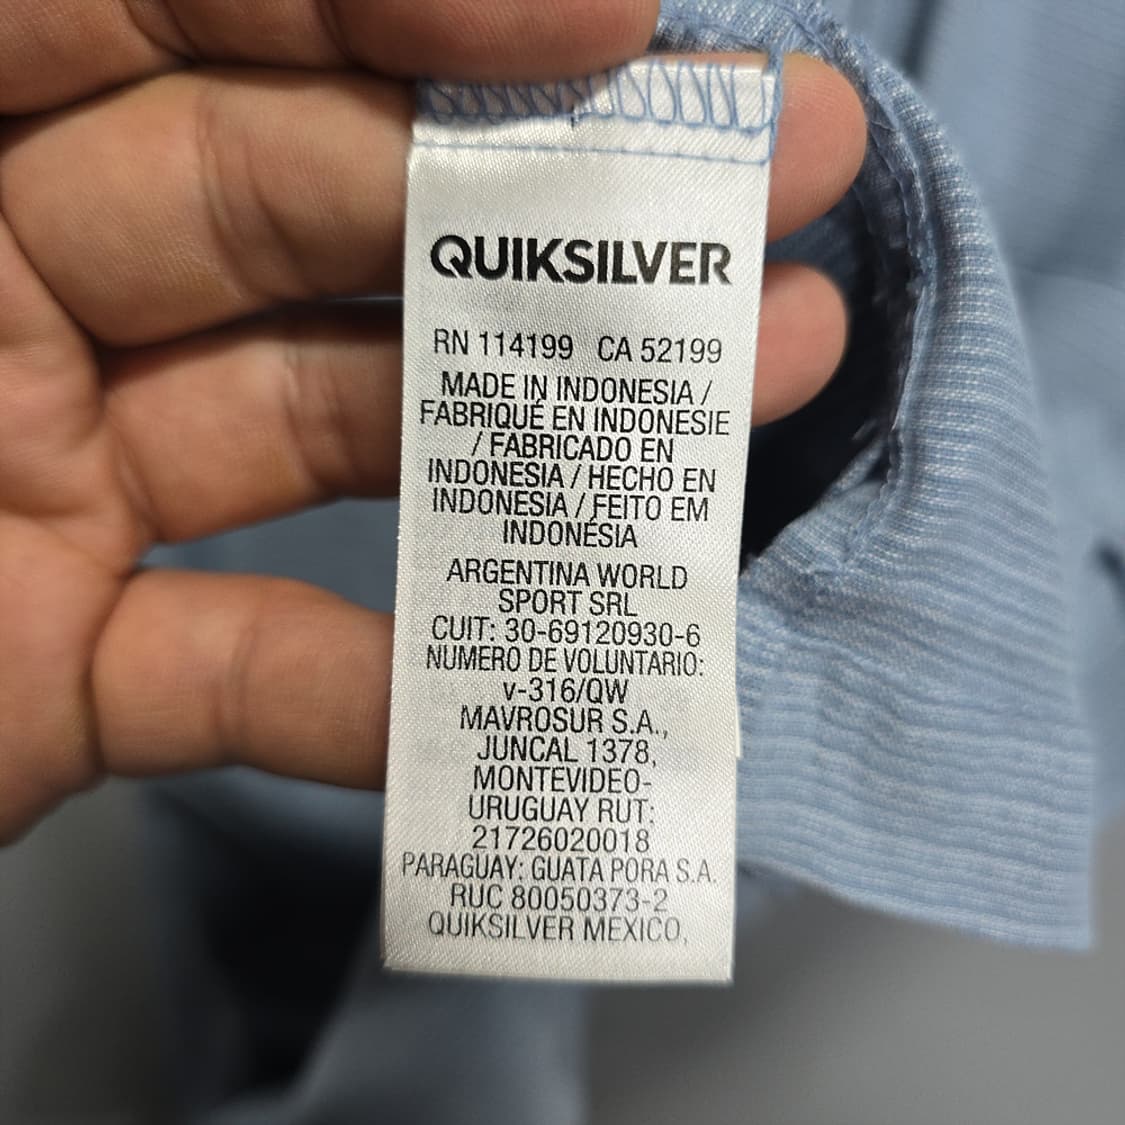 QUIKSILVER
RN 114199 CA 52199
MADE IN INDONESIA /
FABRIQUÉ EN INDONESIE
/ FABRICADO EN
INDONESIA / HECHO EN
INDONESIA / FEITO EM
INDONÉSIA
ARGENTINA WORLD
SPORT SRL
CUIT: 30-69120930-6
NUMERO DE VOLUNTARIO:
v-316/QW
MAVROSUR S.A.,
JUNCAL 1378,
MONTEVIDEO-
URUGUAY RUT:
21726020018
PARAGUAY: GUATA PORA S.A.
RUC 80050373-2
QUIKSILVER MEXICO,